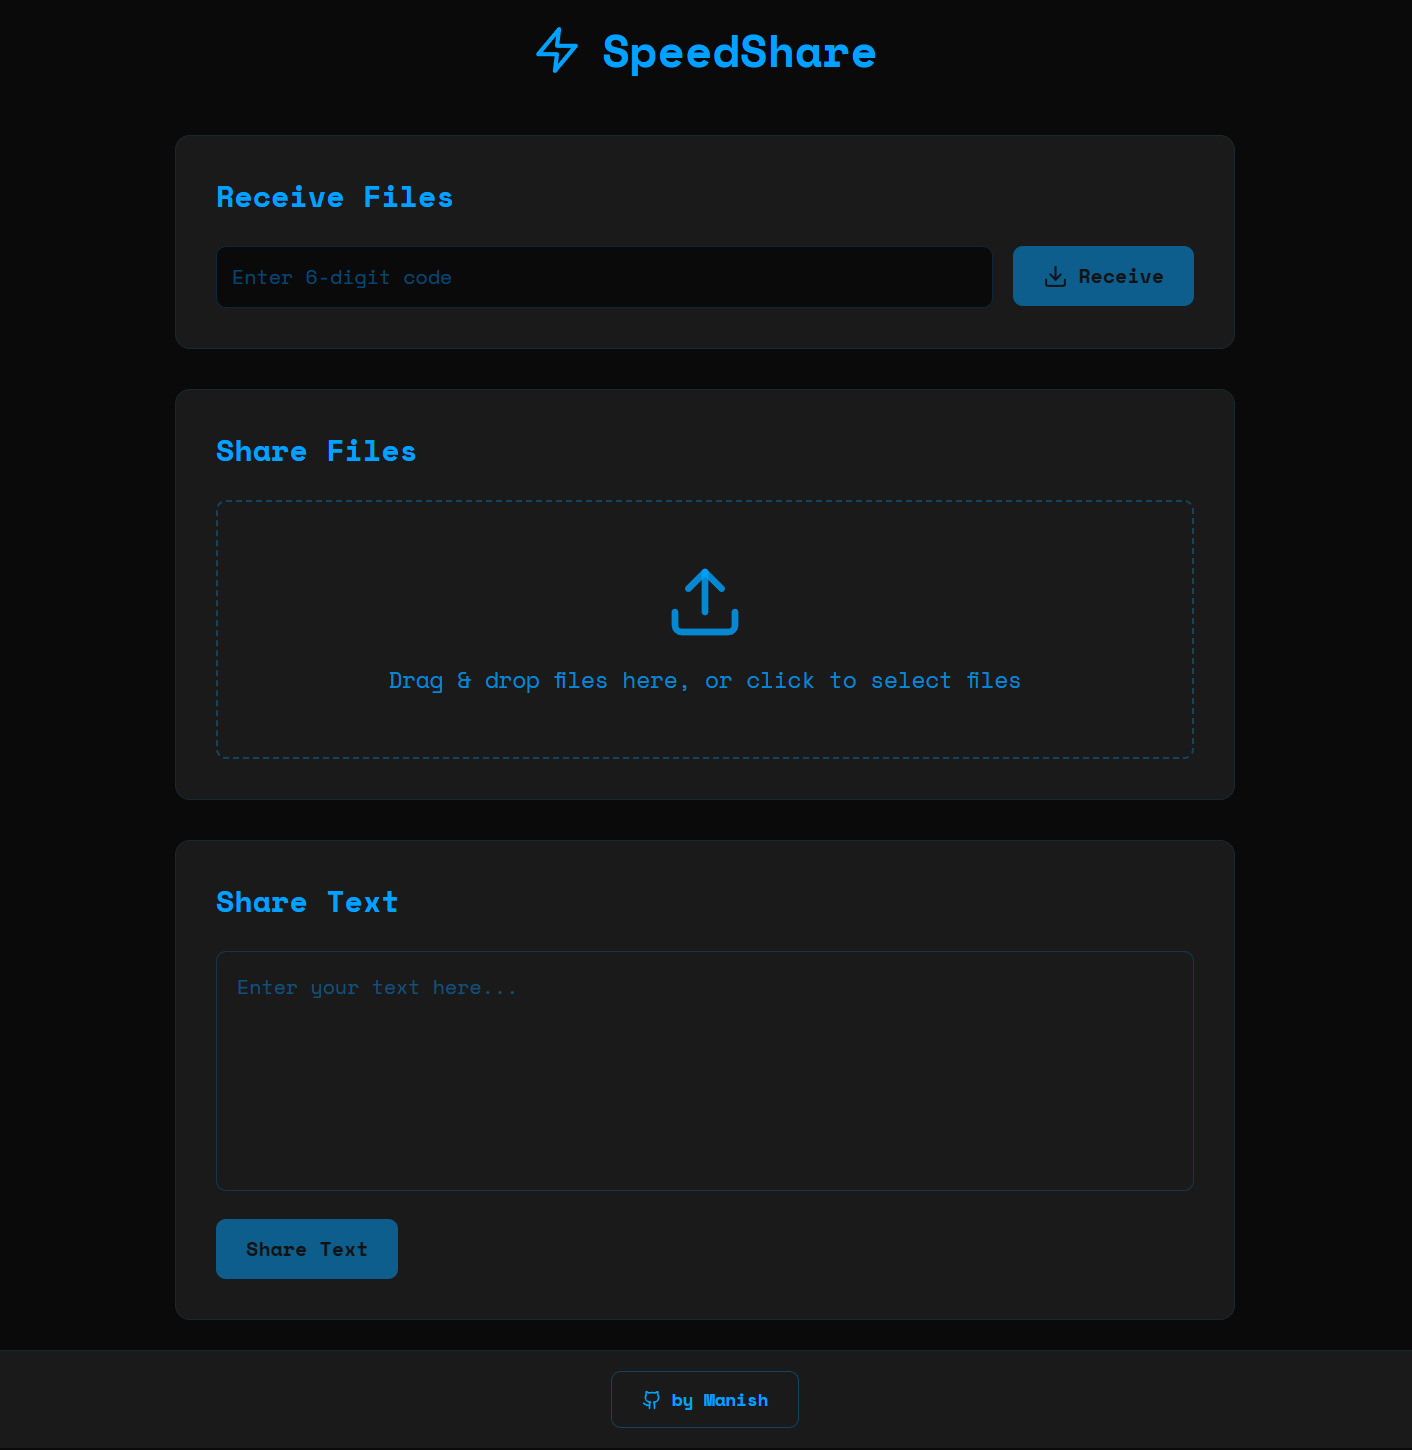 SpeedShare
Receive Files
Enter 6-digit code
Receive
Share Files
Drag & drop files here, or click to select files
Share Text
Enter your text here...
Share Text
by Manish